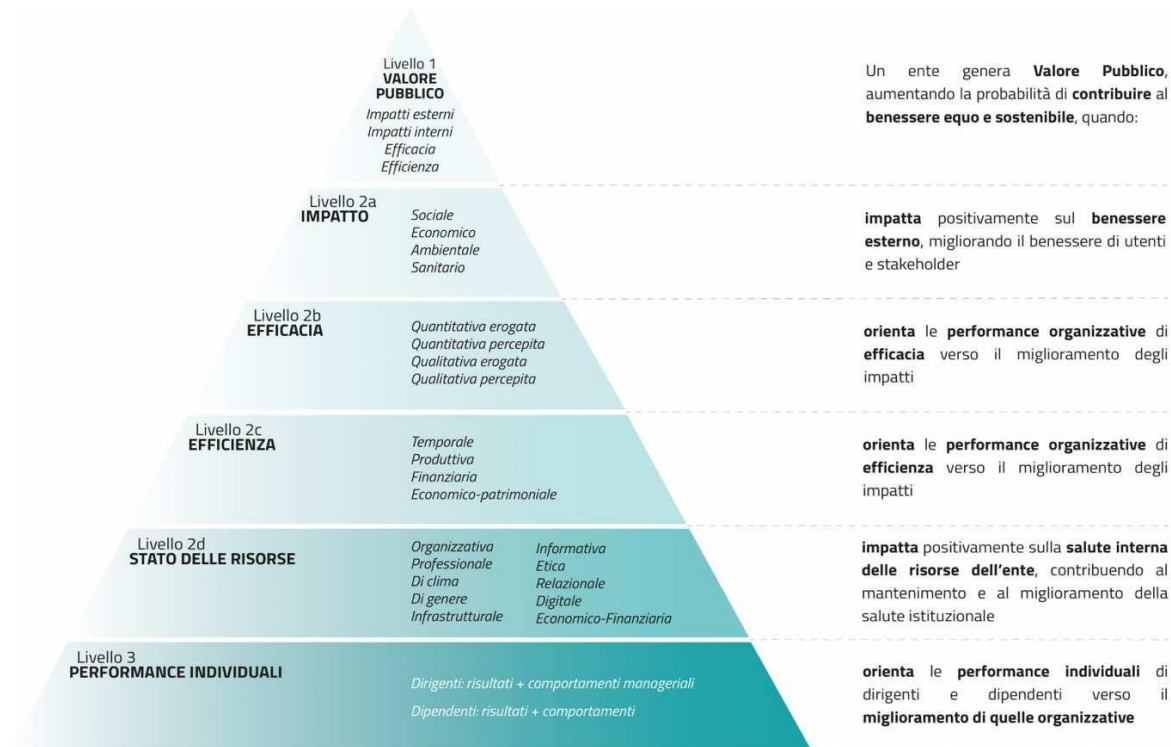 Livello 1
VALORE
PUBBLICO
Impatti esterni
Impatti interni
Efficacia
Efficienza
Un ente genera Valore Pubblico,
aumentando la probabilità di contribuire al
benessere equo e sostenibile, quando:
Livello 2a
IMPATTO
Sociale
Economico
Ambientale
Sanitario
impatta positivamente sul benessere
esterno, migliorando il benessere di utenti
e stakeholder
Livello 2b
EFFICACIA
Quantitativa erogata
Quantitativa percepita
Qualitativa erogata
Qualitativa percepita
orienta le performance organizzative di
efficacia verso il miglioramento degli
impatti
Livello 2c
EFFICIENZA
Temporale
Produttiva
Finanziaria
Economico-patrimoniale
orienta le performance organizzative di
efficienza verso il miglioramento degli
impatti
Livello 2d
STATO DELLE RISORSE
Organizzativa
Professionale
Di clima
Di genere
Infrastrutturale
Informativa
Etica
Relazionale
Digitale
Economico-Finanziaria
impatta positivamente sulla salute interna
delle risorse dell'ente, contribuendo al
mantenimento e al miglioramento della
salute istituzionale
Livello 3
PERFORMANCE INDIVIDUALI
Dirigenti: risultati + comportamenti manageriali
Dipendenti: risultati + comportamenti
orienta le performance individuali di
dirigenti e dipendenti verso il
miglioramento di quelle organizzative